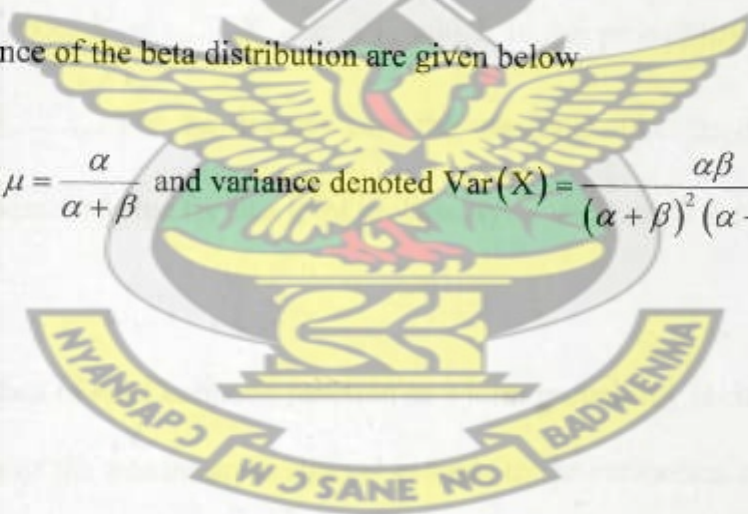 nce of the beta distribution are given below
μ = α / (α + β) and variance denoted Var(X) = αβ / (α + β)² (α
NYANSAPƆ
WƆSANE NO
BADWENMA